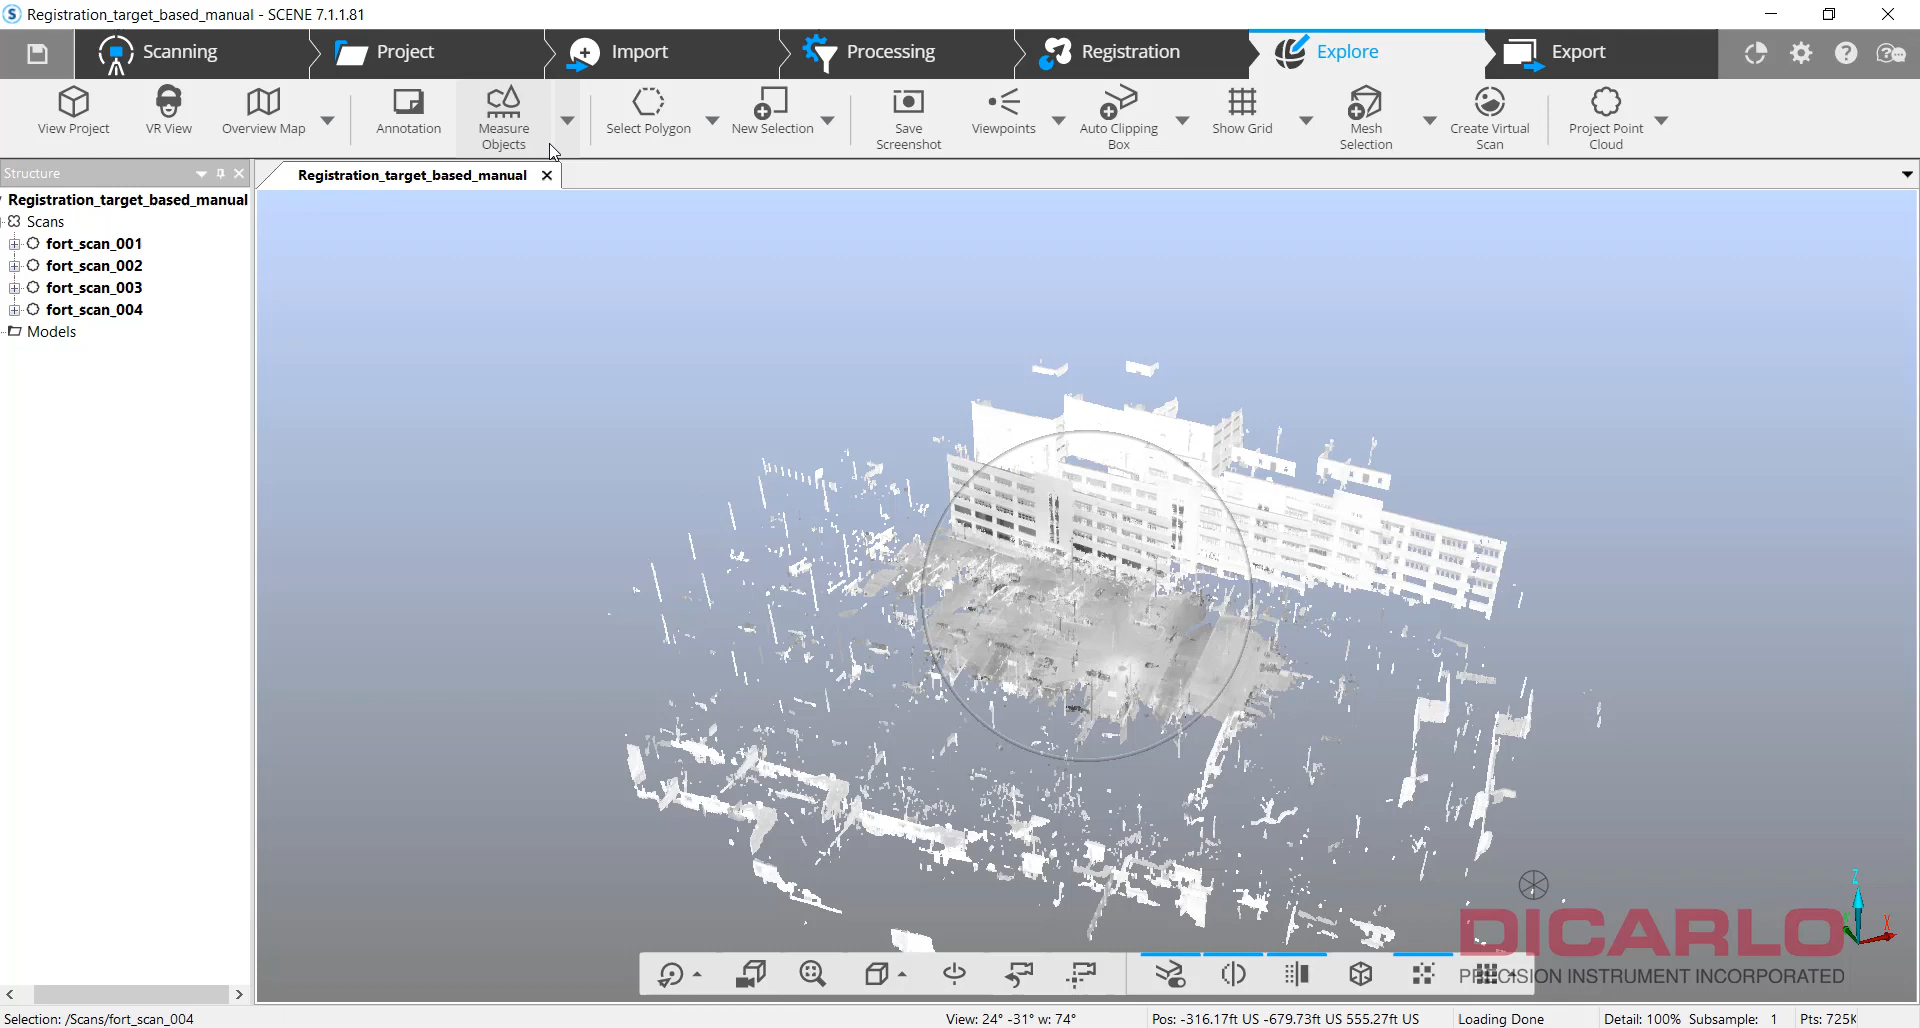 Registration_target_based_manual - SCENE 7.1.1.81
Scanning
Project
Import
Processing
Registration
Explore
Export
View Project
VR View
Overview Map
Annotation
Measure
Objects
Select Polygon
New Selection
Save
Screenshot
Viewpoints
Auto Clipping
Box
Show Grid
Mesh
Selection
Create Virtual
Scan
Project Point
Cloud
Structure
Registration_target_based_manual
Registration_target_based_manual
Scans
fort_scan_001
fort_scan_002
fort_scan_003
fort_scan_004
Models
Z
X
DICARLO
PRECISION INSTRUMENT INCORPORATED
Selection: /Scans/fort_scan_004
View: 24° -31° w: 74°
Pos: -316.17ft US -679.73ft US 555.27ft US
Loading Done
Detail: 100% Subsample: 1
Pts: 725K